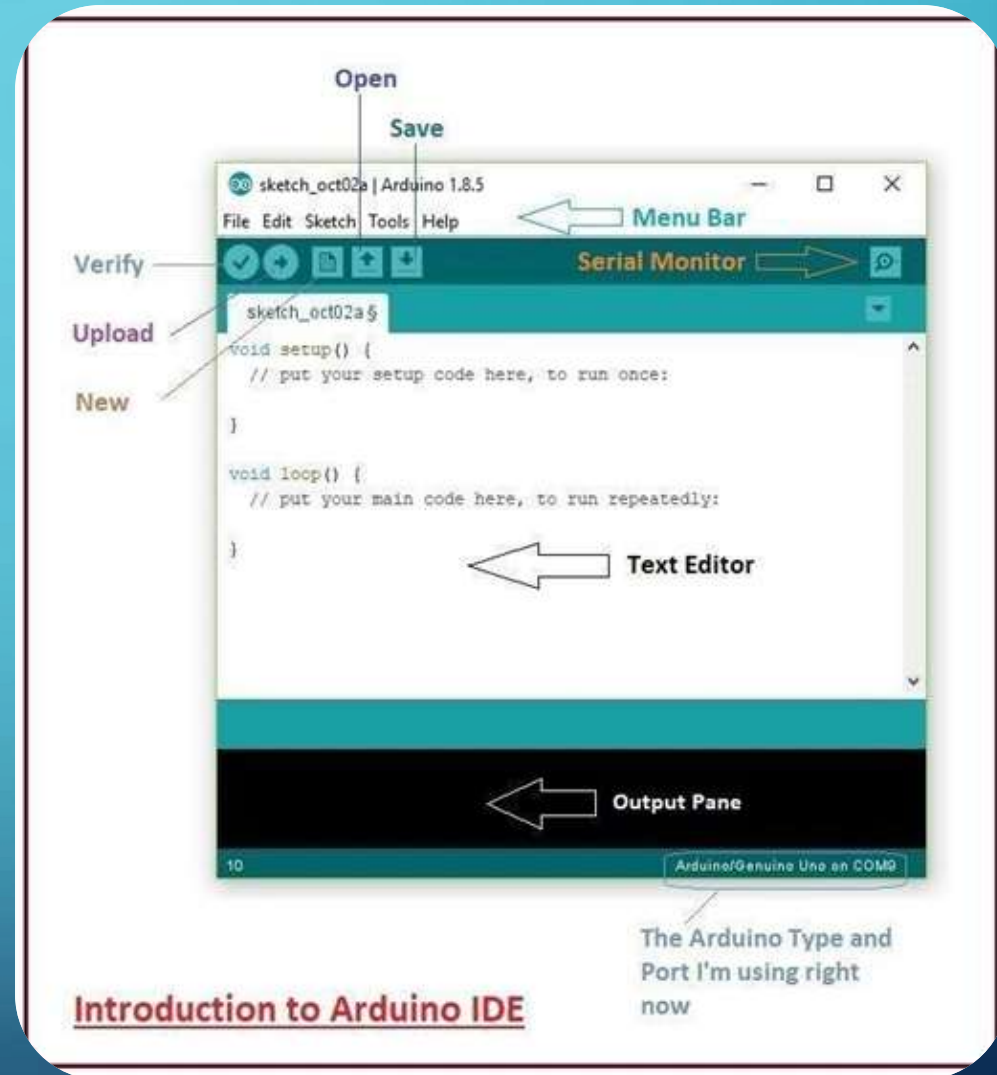 Open
Save
sketch_oct02a | Arduino 1.8.5
File Edit Sketch Tools Help
Menu Bar
Verify
Serial Monitor
sketch_oct02a §
Upload
void setup() {
// put your setup code here, to run once:
New
}
void loop() {
// put your main code here, to run repeatedly:
}
Text Editor
Output Pane
10
Arduino/Genuino Uno on COM9
The Arduino Type and
Port I'm using right
now
Introduction to Arduino IDE